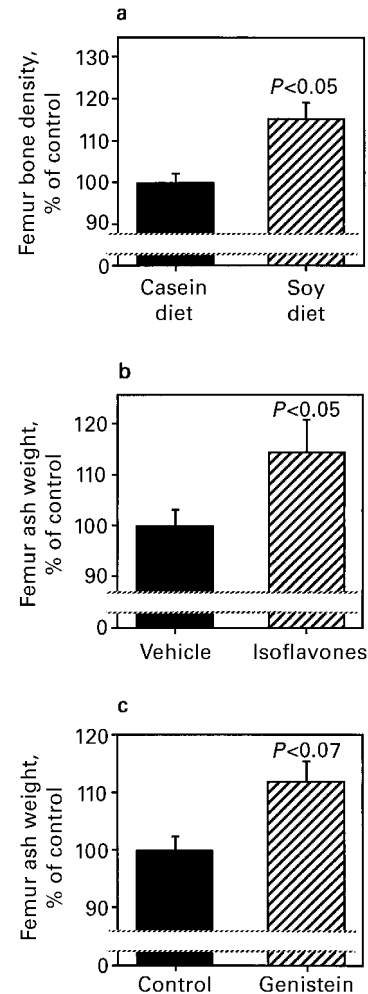 a
Femur bone density,
% of control
130
120
110
100
90
0
P<0.05
Casein
diet
Soy
diet
b
Femur ash weight,
% of control
120
110
100
90
0
P<0.05
Vehicle
Isoflavones
c
Femur ash weight,
% of control
120
110
100
90
0
P<0.07
Control
Genistein